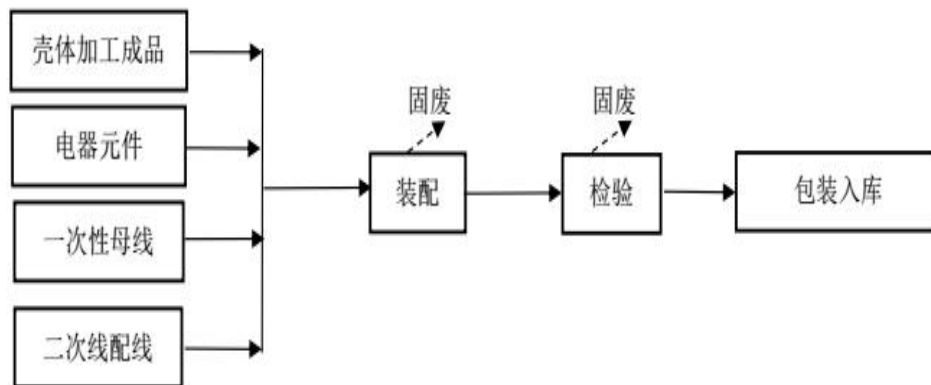 壳体加工成品
电器元件
一次性母线
二次线配线
固废
装配
固废
检验
包装入库